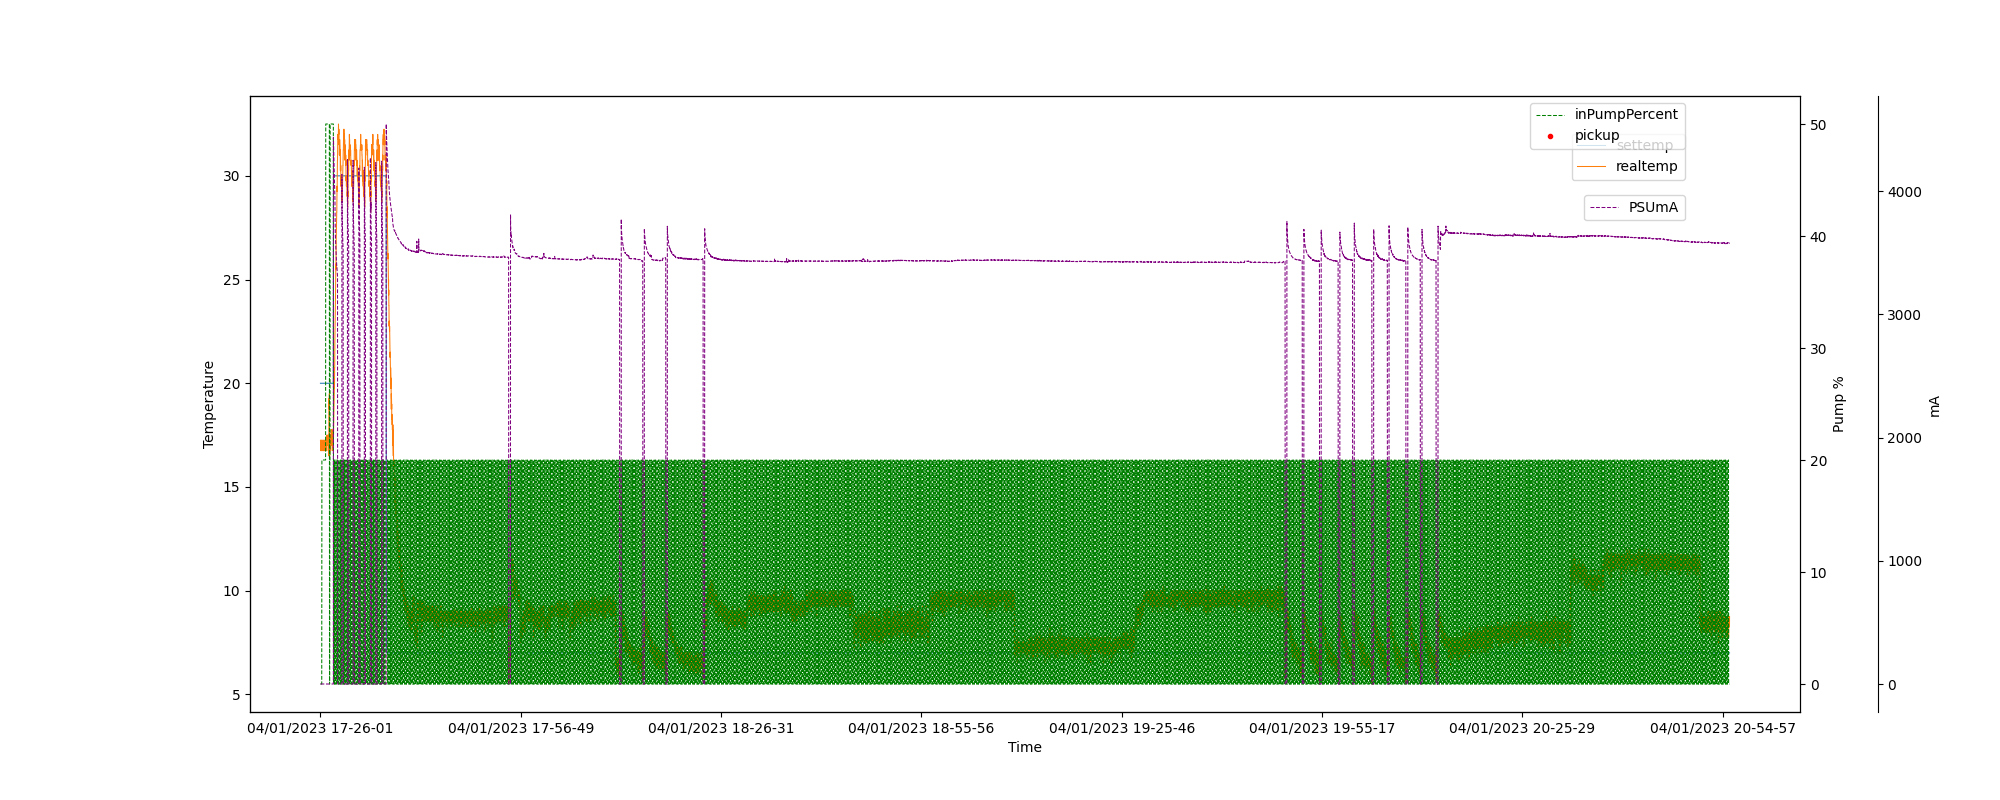 inPumpPercent
pickup
settemp
realtemp
PSUmA
30
25
20
15
10
5
Temperature
50
40
30
20
10
0
Pump %
4000
3000
2000
1000
0
mA
04/01/2023 17-26-01
04/01/2023 17-56-49
04/01/2023 18-26-31
04/01/2023 18-55-56
04/01/2023 19-25-46
04/01/2023 19-55-17
04/01/2023 20-25-29
04/01/2023 20-54-57
Time